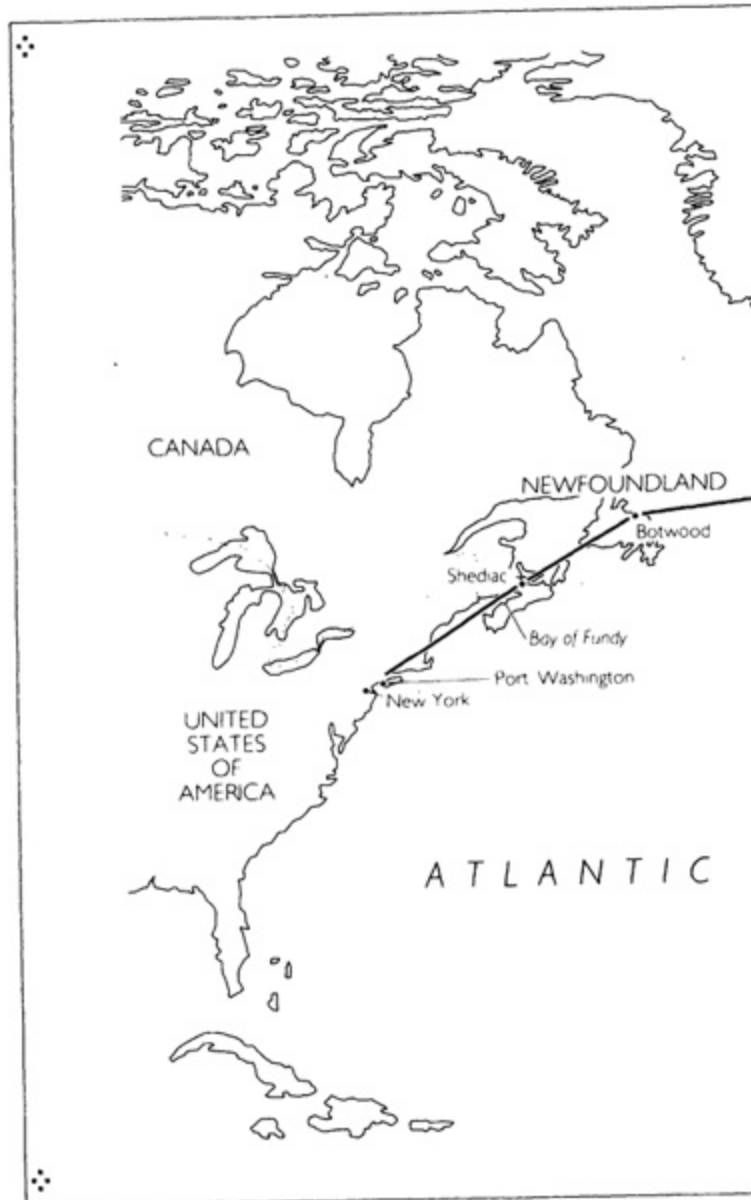 CANADA
NEWFOUNDLAND
Botwood
Shediac
Bay of Fundy
Port Washington
New York
UNITED
STATES
OF
AMERICA
ATLANTIC